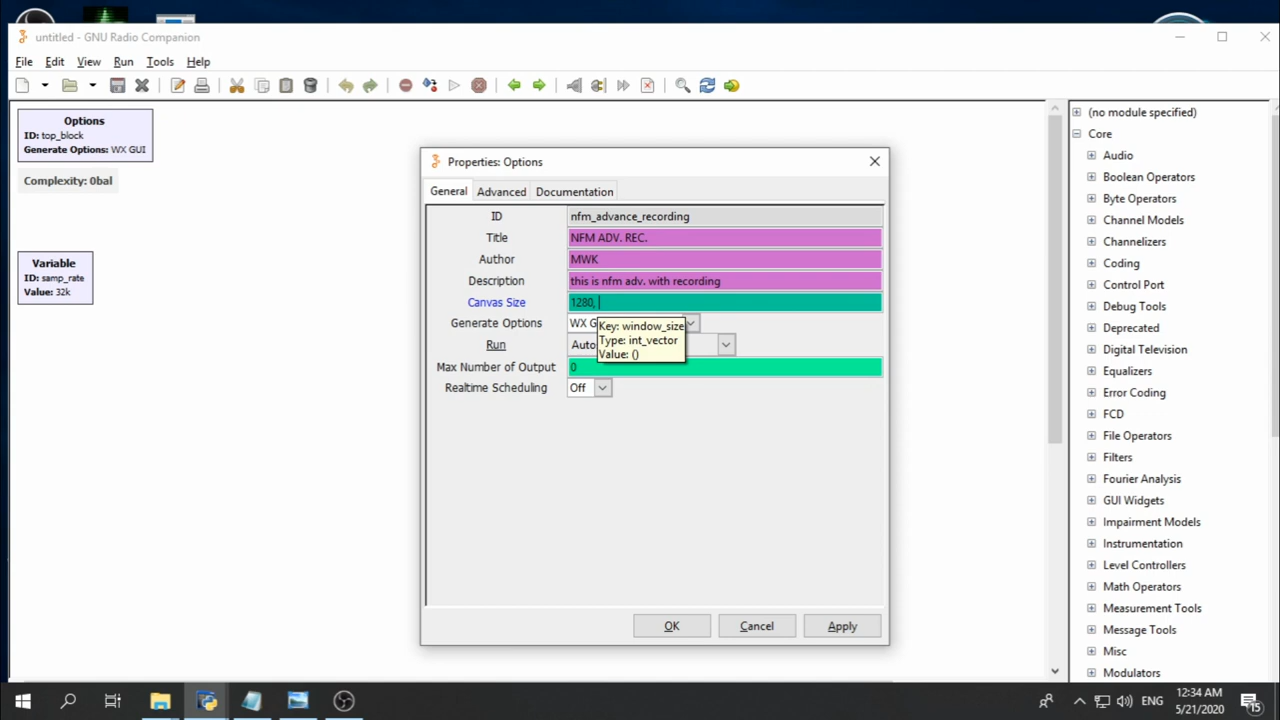 untitled - GNU Radio Companion
File Edit View Run Tools Help
Options
ID: top_block
Generate Options: WX GUI
Complexity: 0bal
Variable
ID: samp_rate
Value: 32k
Properties: Options
General Advanced Documentation
ID nfm_advance_recording
Title NFM ADV. REC.
Author MWK
Description this is nfm adv. with recording
Canvas Size 1280,
Generate Options WX G
Key: window_size
Type: int_vector
Value: ()
Run Auto
Max Number of Output 0
Realtime Scheduling Off
OK Cancel Apply
(no module specified)
Core
Audio
Boolean Operators
Byte Operators
Channel Models
Channelizers
Coding
Control Port
Debug Tools
Deprecated
Digital Television
Equalizers
Error Coding
FCD
File Operators
Filters
Fourier Analysis
GUI Widgets
Impairment Models
Instrumentation
Level Controllers
Math Operators
Measurement Tools
Message Tools
Misc
Modulators
ENG
12:34 AM
5/21/2020
15